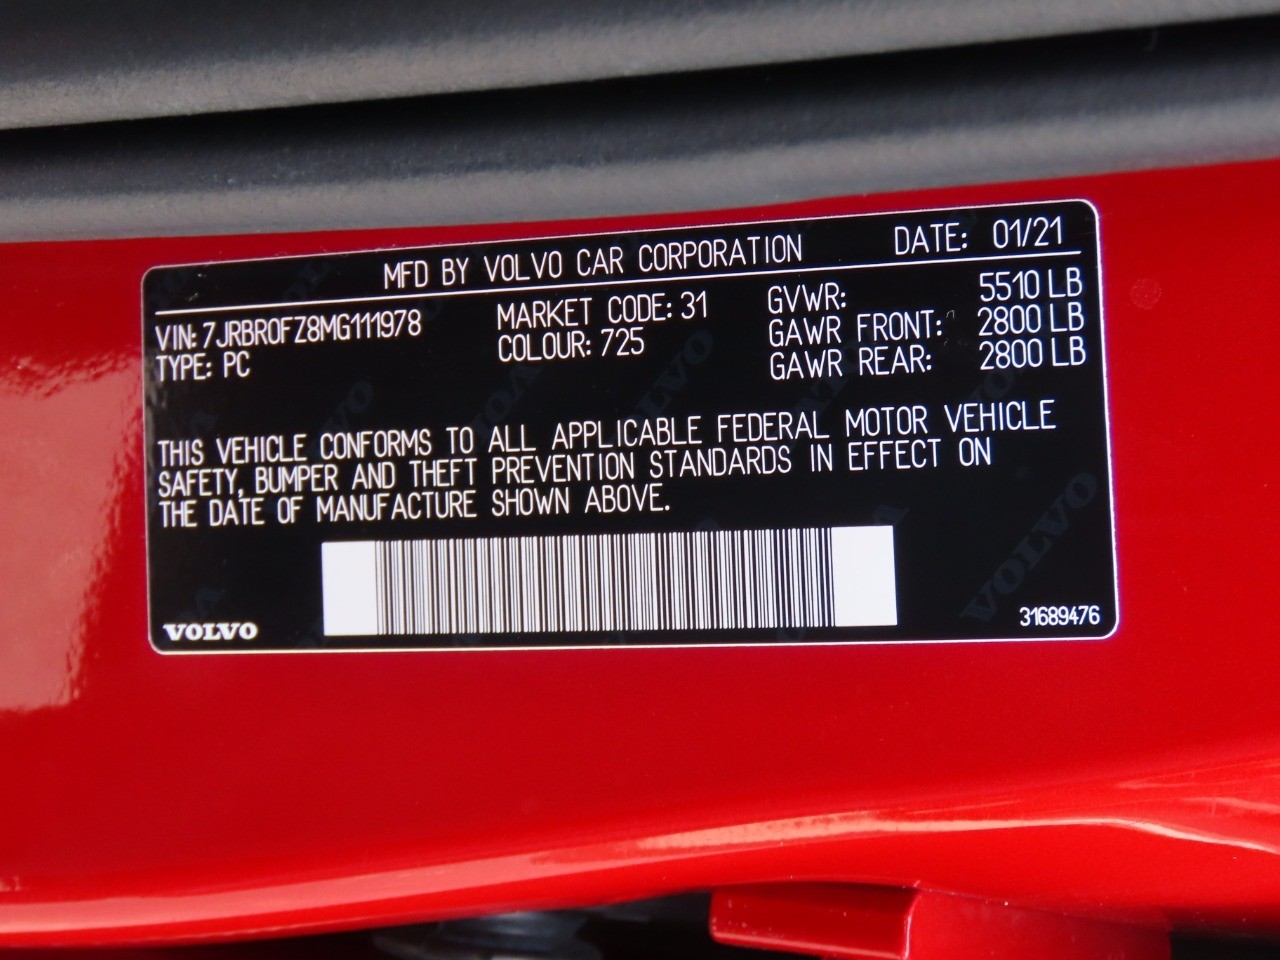 MFD BY VOLVO CAR CORPORATION DATE: 01/21
VIN: 7JRBR0FZ8MG111978 MARKET CODE: 31 GVWR: 5510 LB
TYPE: PC COLOUR: 725 GAWR FRONT: 2800 LB
GAWR REAR: 2800 LB
THIS VEHICLE CONFORMS TO ALL APPLICABLE FEDERAL MOTOR VEHICLE
SAFETY, BUMPER AND THEFT PREVENTION STANDARDS IN EFFECT ON
THE DATE OF MANUFACTURE SHOWN ABOVE.
VOLVO 31689476